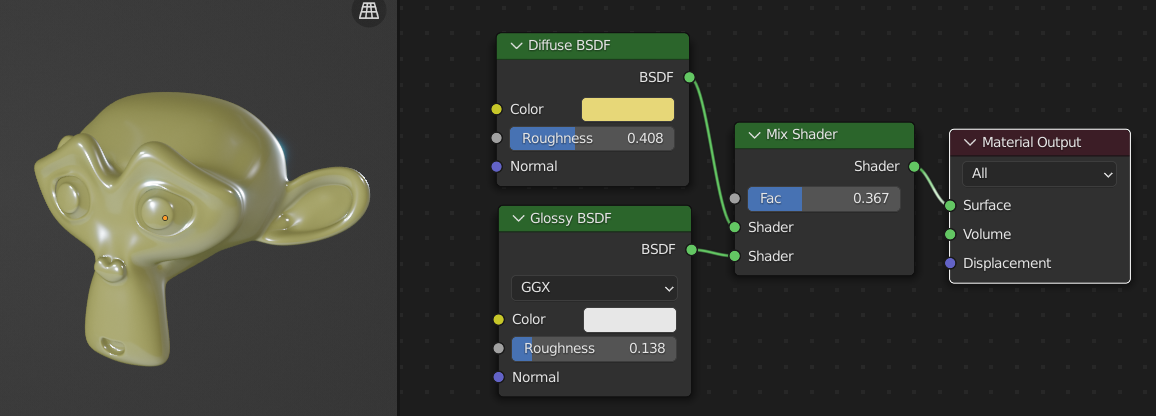 Diffuse BSDF
BSDF
Color
Roughness 0.408
Normal
Glossy BSDF
BSDF
GGX
Color
Roughness 0.138
Normal
Mix Shader
Shader
Fac 0.367
Shader
Shader
Material Output
All
Surface
Volume
Displacement